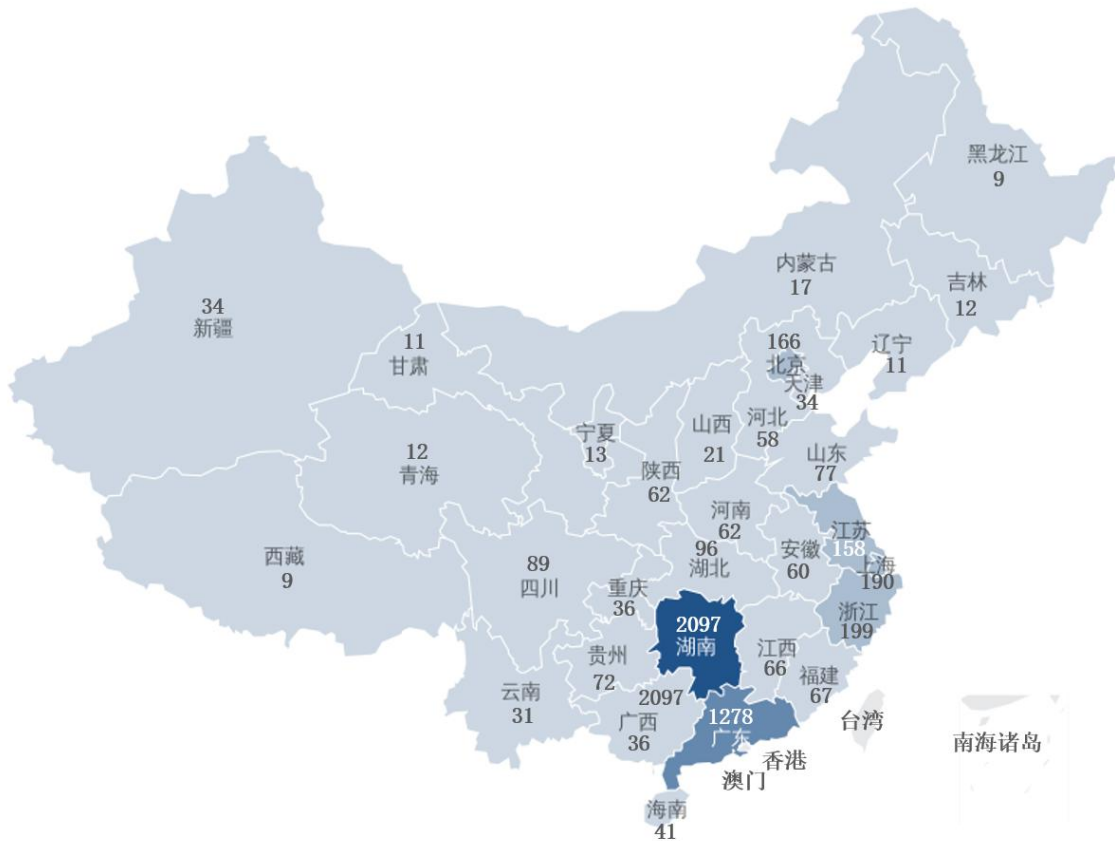 黑龙江
9
内蒙古
17
吉林
12
34
新疆
11
甘肃
166
北京
辽宁
11
天津
34
河北
58
山西
21
宁夏
13
12
青海
山东
77
陕西
62
河南
62
江苏
158
96
湖北
安徽
60
上海
190
西藏
9
89
四川
重庆
36
浙江
199
2097
湖南
江西
66
贵州
72
福建
67
云南
31
2097
广西
36
1278
广东
台湾
香港
澳门
南海诸岛
海南
41